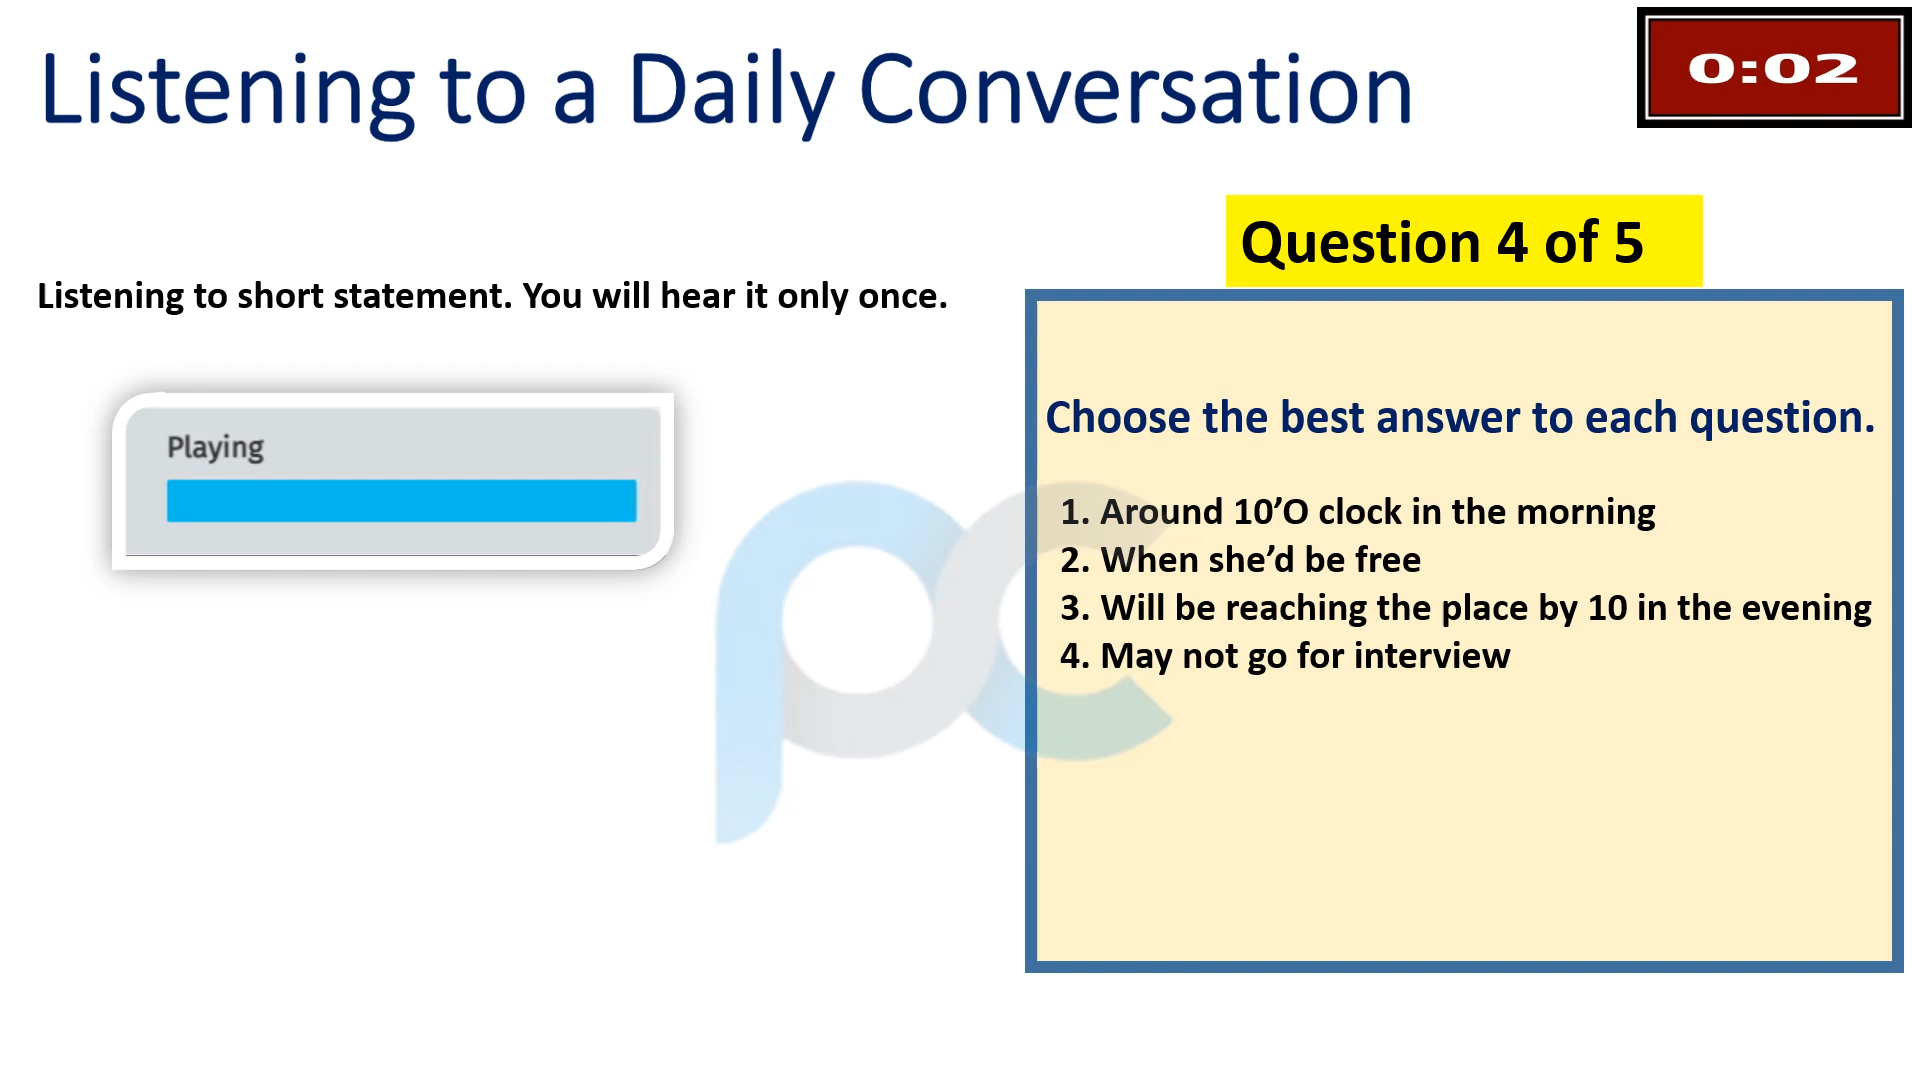 Listening to a Daily Conversation
0:02
Question 4 of 5
Listening to short statement. You will hear it only once.
Playing
Choose the best answer to each question.
1. Around 10’O clock in the morning
2. When she’d be free
3. Will be reaching the place by 10 in the evening
4. May not go for interview